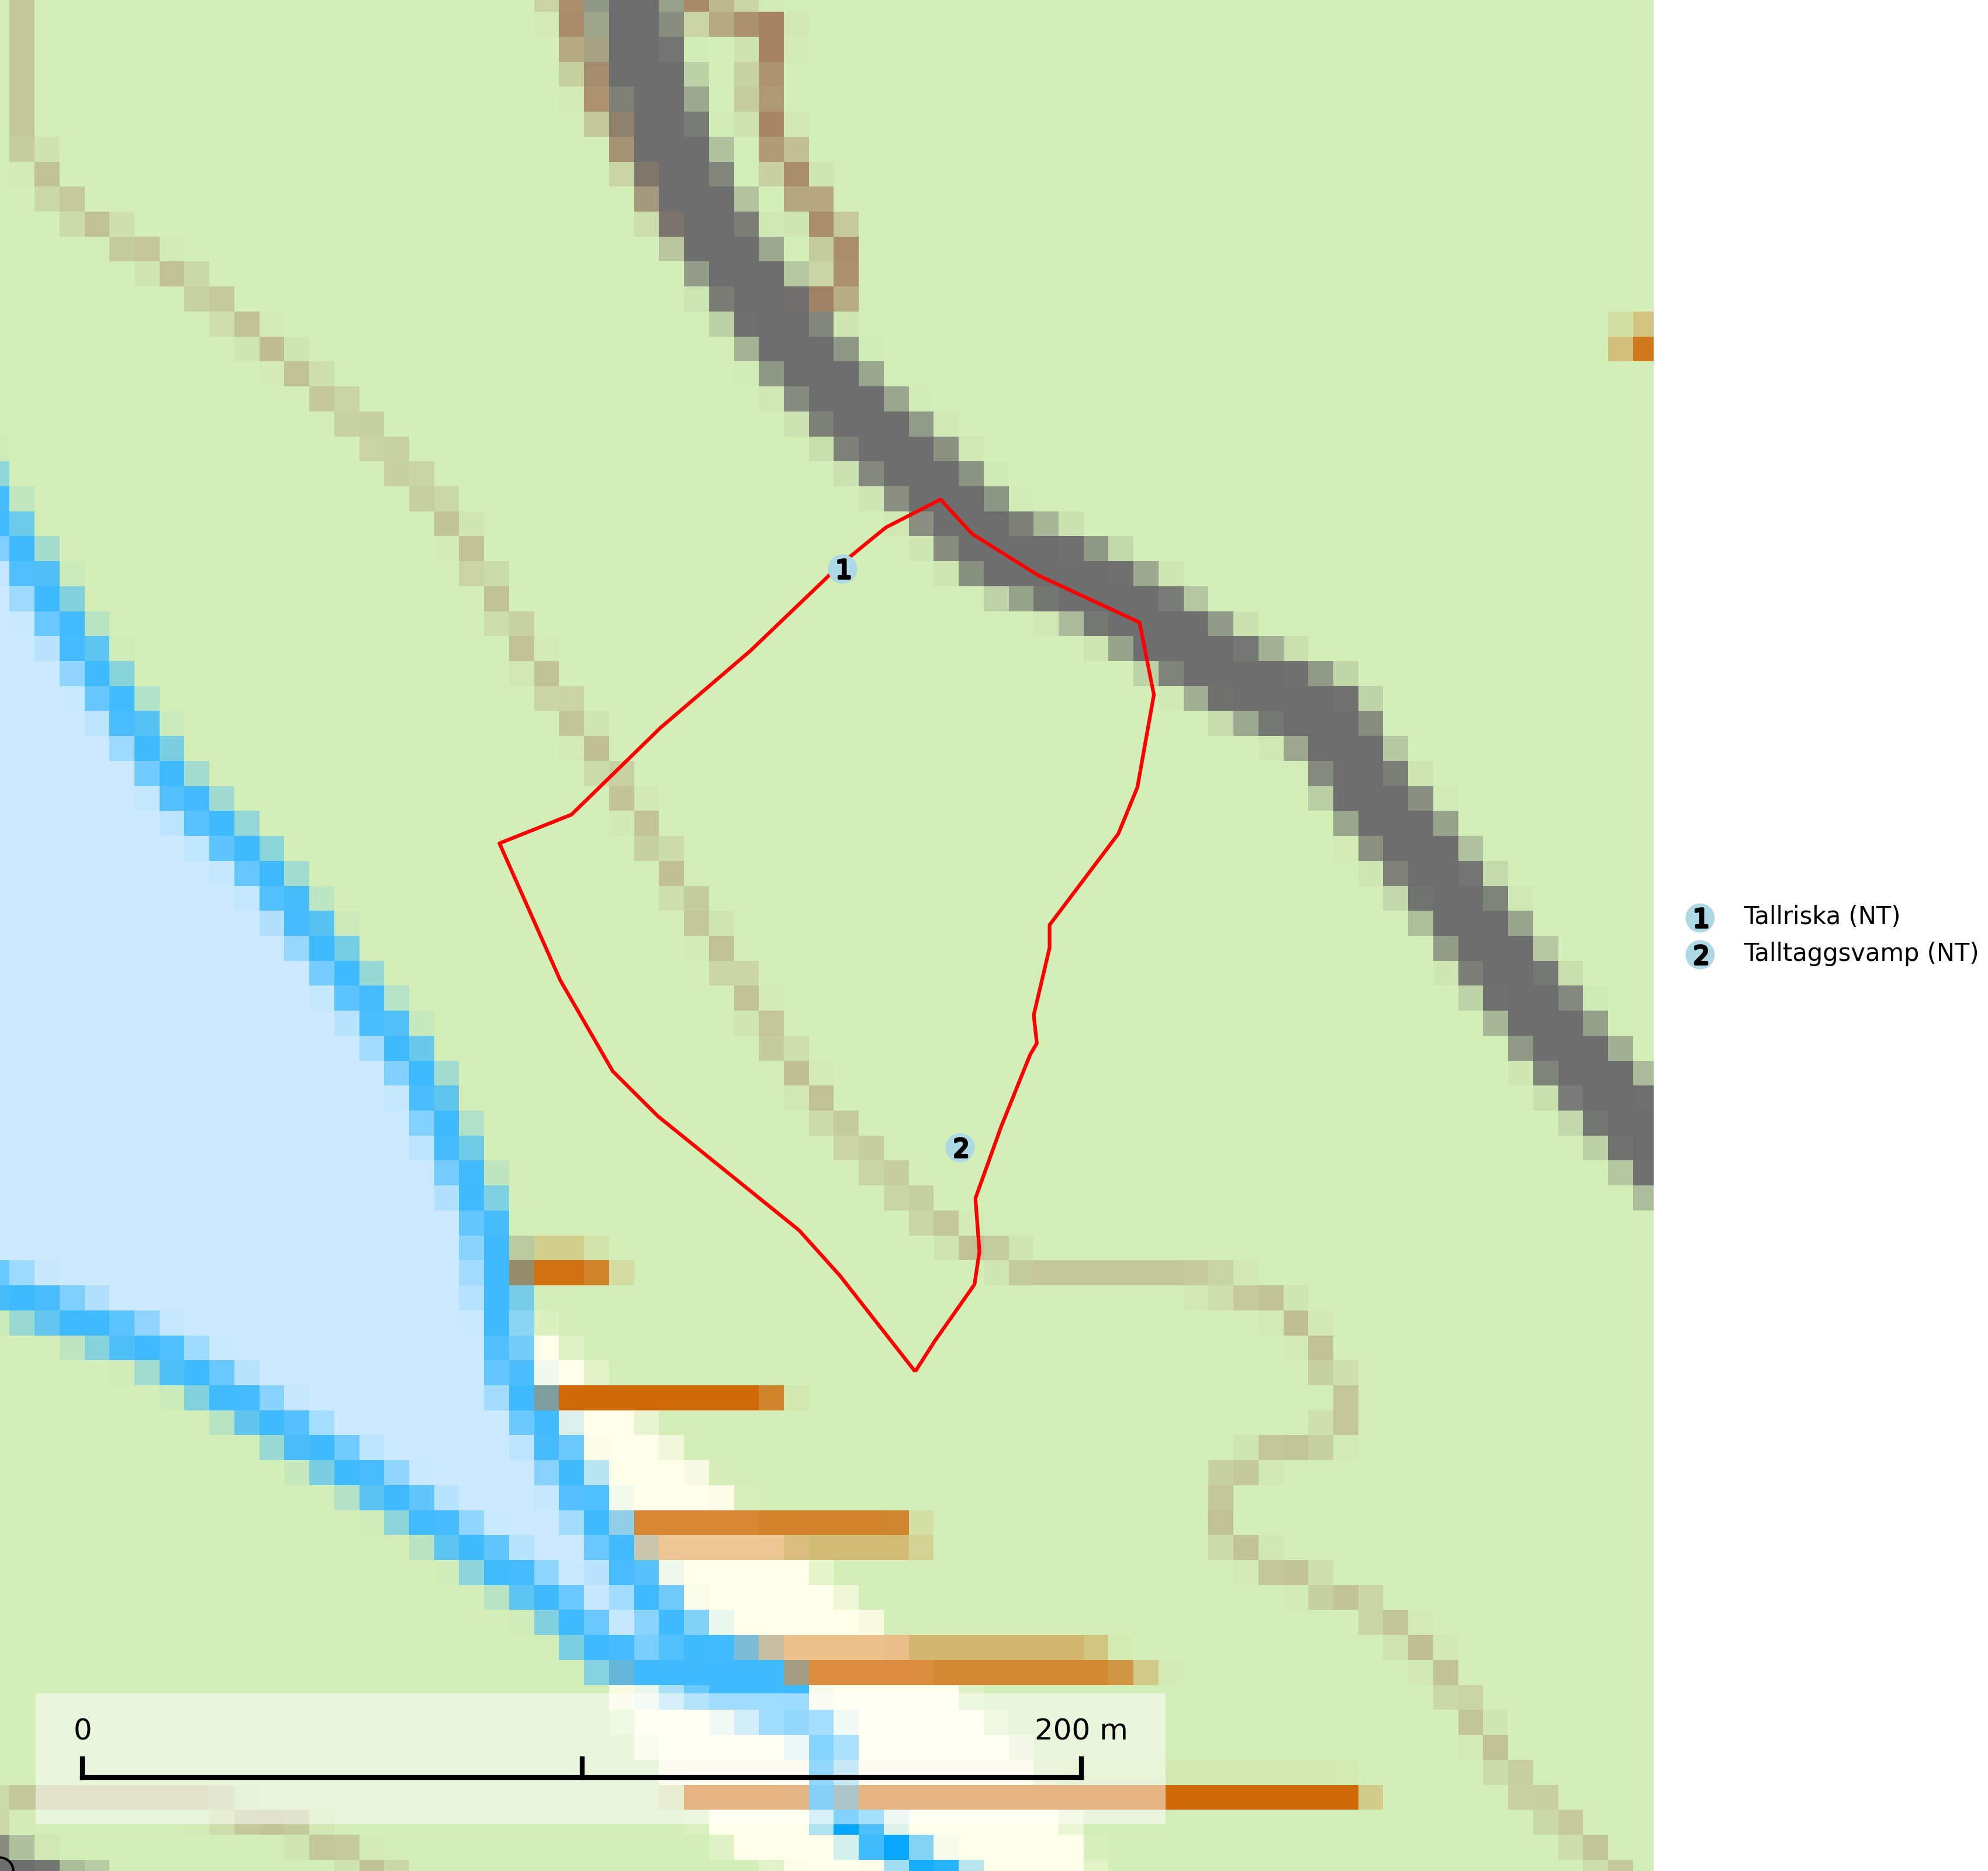 1
2
1 Tallriska (NT)
2 Talltaggsvamp (NT)
0 200 m